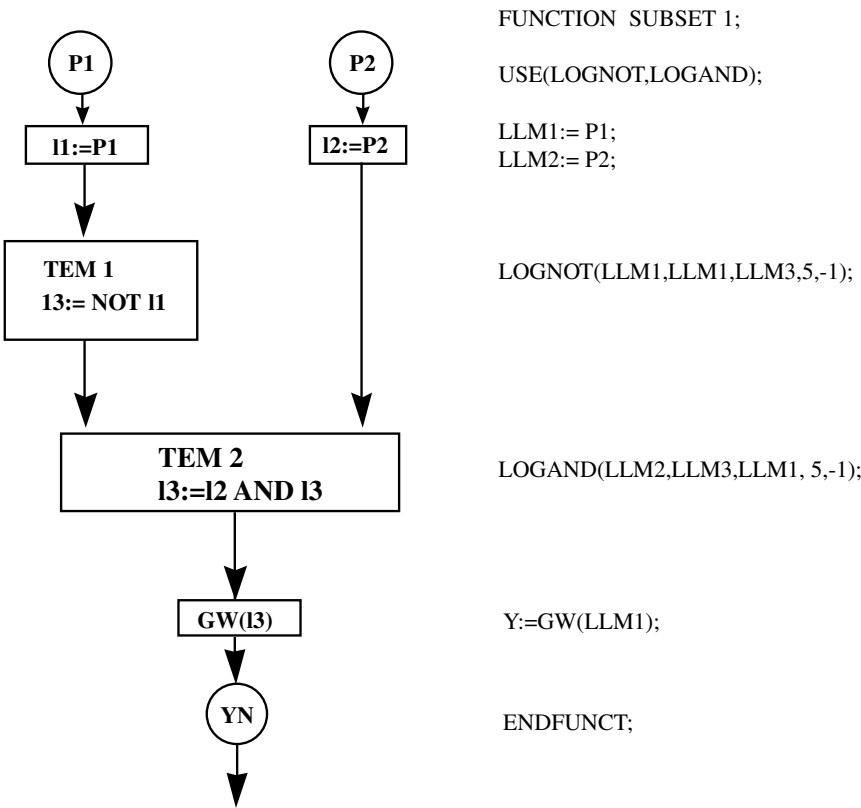 P1
P2
l1:=P1
l2:=P2
TEM 1
13:= NOT l1
TEM 2
l3:=l2 AND l3
GW(l3)
YN
FUNCTION SUBSET 1;
USE(LOGNOT,LOGAND);
LLM1:= P1;
LLM2:= P2;
LOGNOT(LLM1,LLM1,LLM3,5,-1);
LOGAND(LLM2,LLM3,LLM1, 5,-1);
Y:=GW(LLM1);
ENDFUNCT;